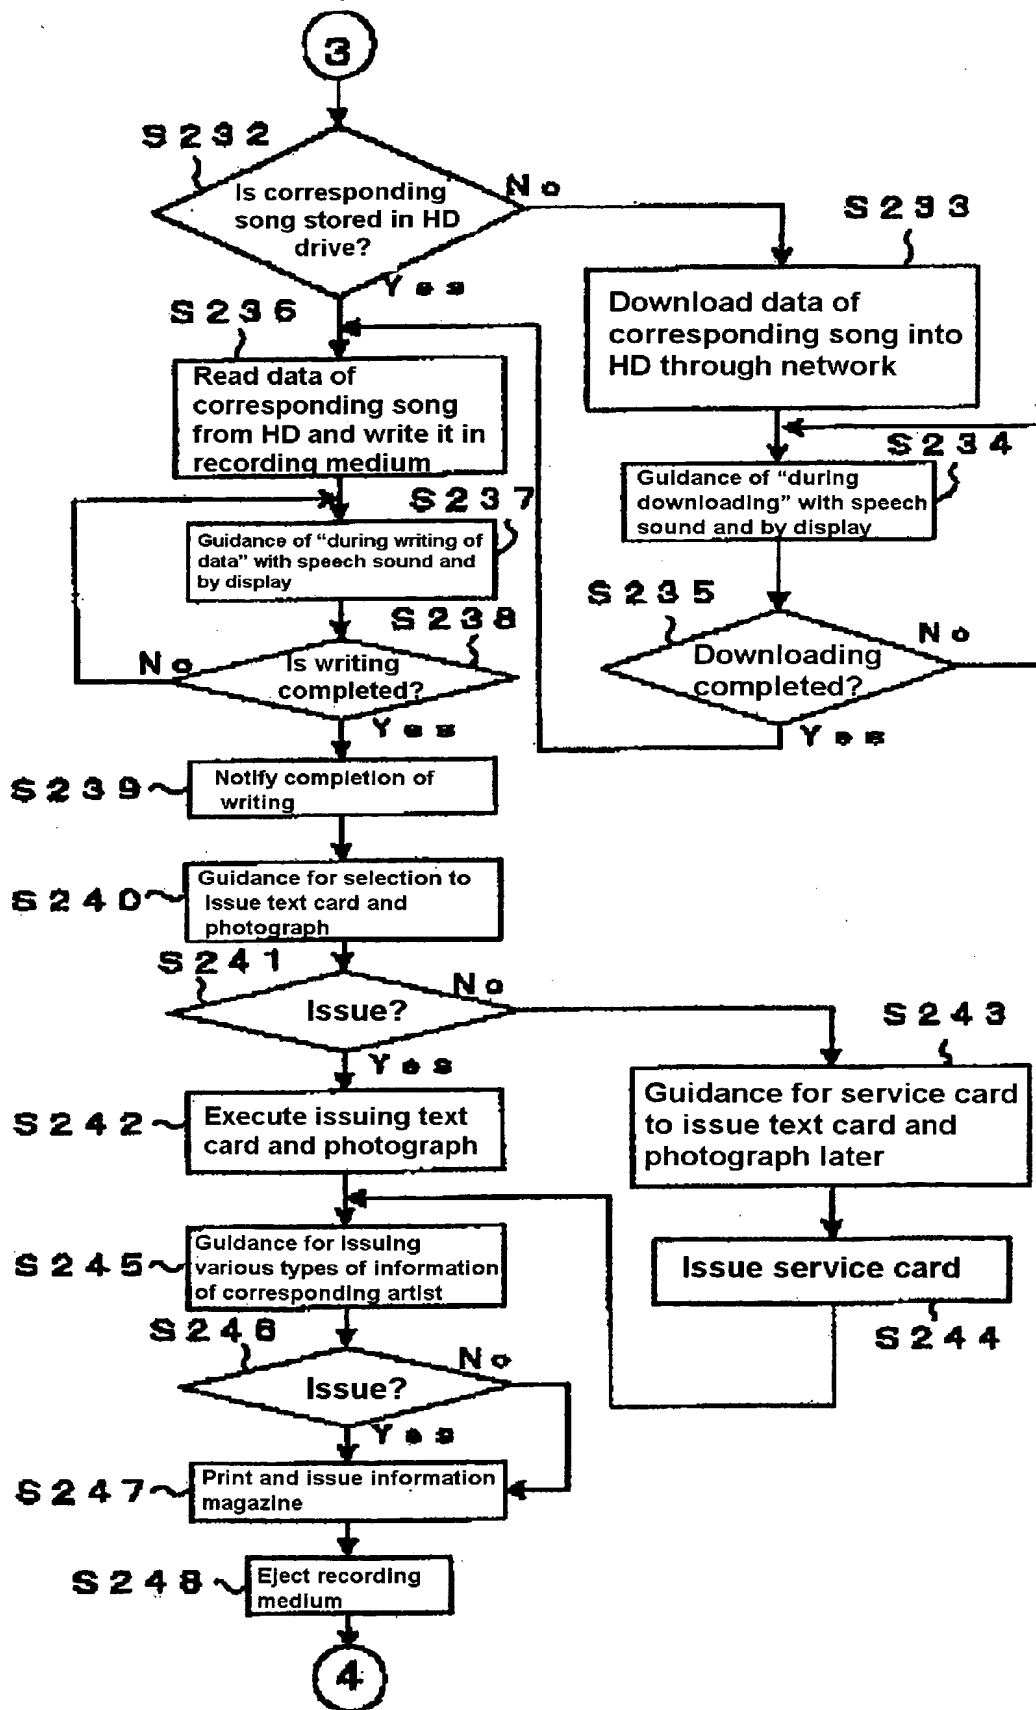 3
S232
Is corresponding
song stored in HD
drive?
No
Yes
S233
Download data of
corresponding song into
HD through network
S236
Read data of
corresponding song
from HD and write it in
recording medium
S234
Guidance of “during
downloading” with speech
sound and by display
S237
Guidance of “during writing of
data” with speech sound and
by display
S235
Downloading
completed?
No
Yes
S238
Is writing
completed?
No
Yes
S239
Notify completion of
writing
S240
Guidance for selection to
issue text card and
photograph
S241
Issue?
No
Yes
S243
Guidance for service card
to issue text card and
photograph later
S242
Execute issuing text
card and photograph
S245
Guidance for issuing
various types of information
of corresponding artist
Issue service card
S244
S246
Issue?
No
Yes
S247
Print and issue information
magazine
S248
Eject recording
medium
4